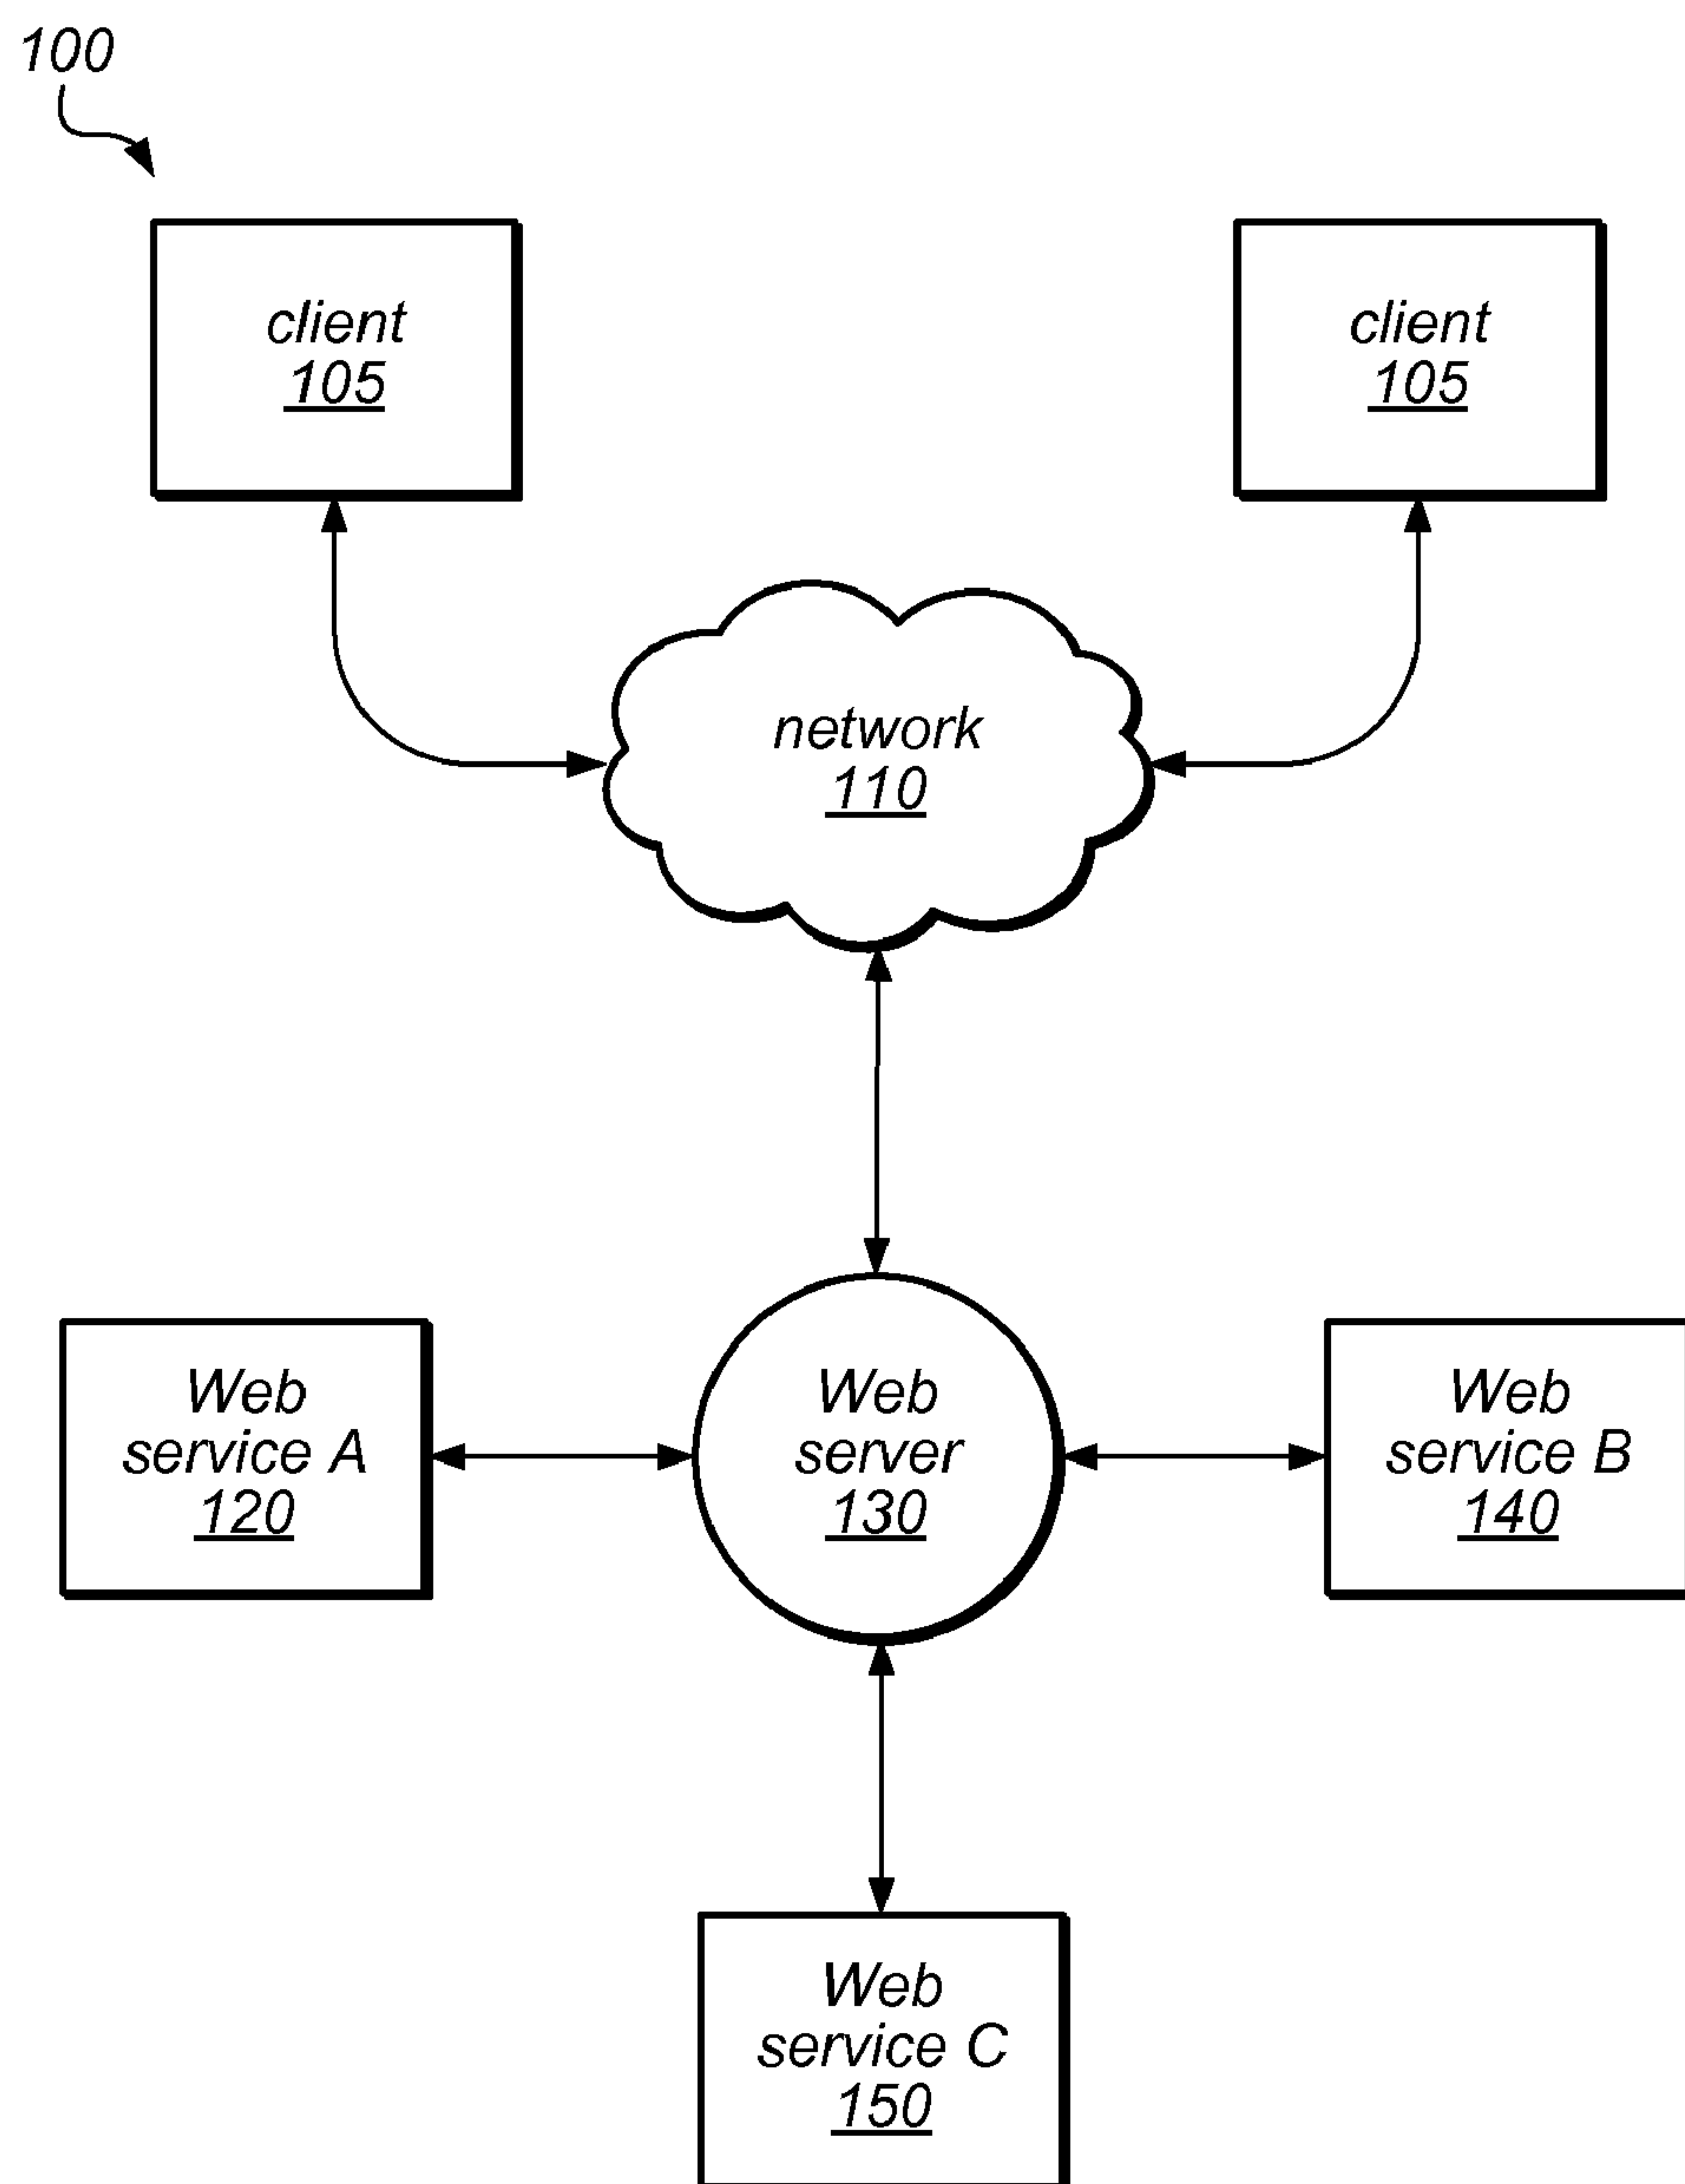 100
client
105
client
105
network
110
Web
service A
120
Web
server
130
Web
service B
140
Web
service C
150